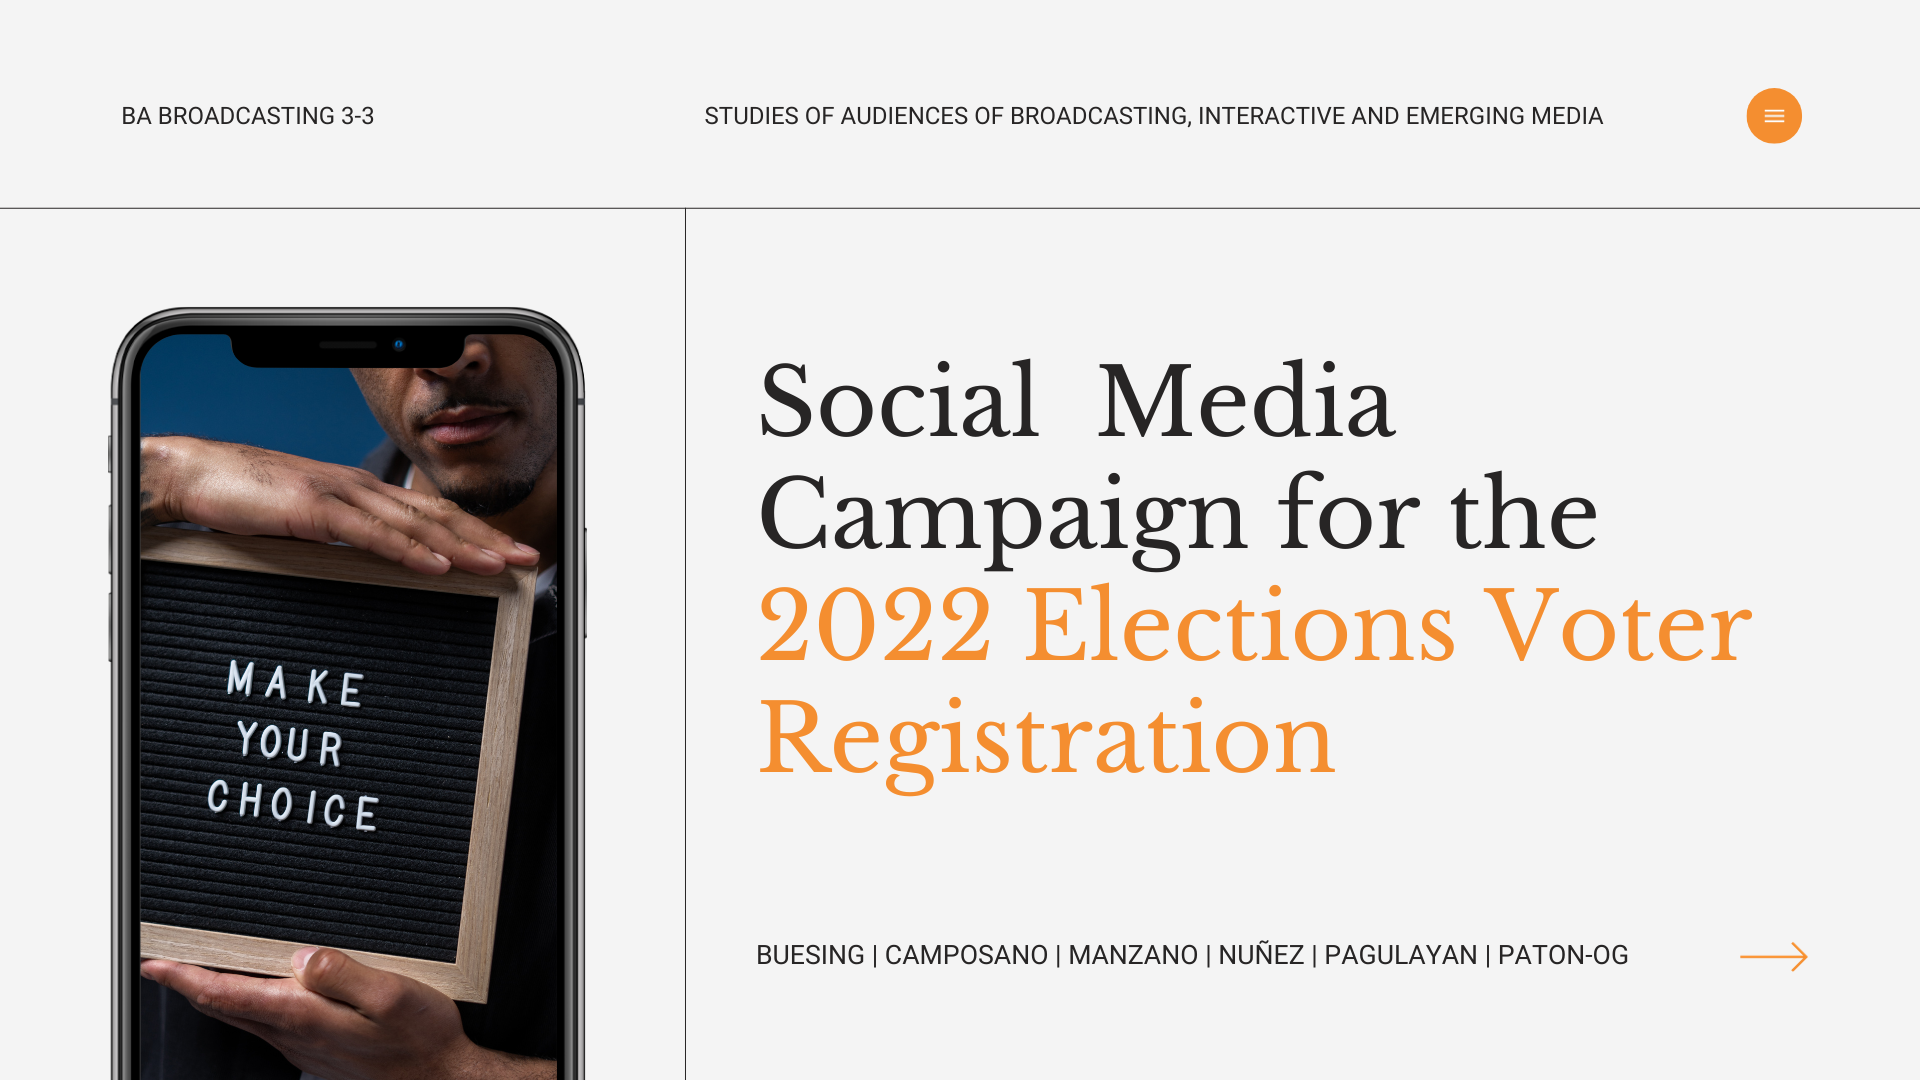 BA BROADCASTING 3-3
STUDIES OF AUDIENCES OF BROADCASTING, INTERACTIVE AND EMERGING MEDIA
MAKE
YOUR
CHOICE
Social Media
Campaign for the
2022 Elections Voter
Registration
BUESING | CAMPOSANO | MANZANO | NUÑEZ | PAGULAYAN | PATON-OG